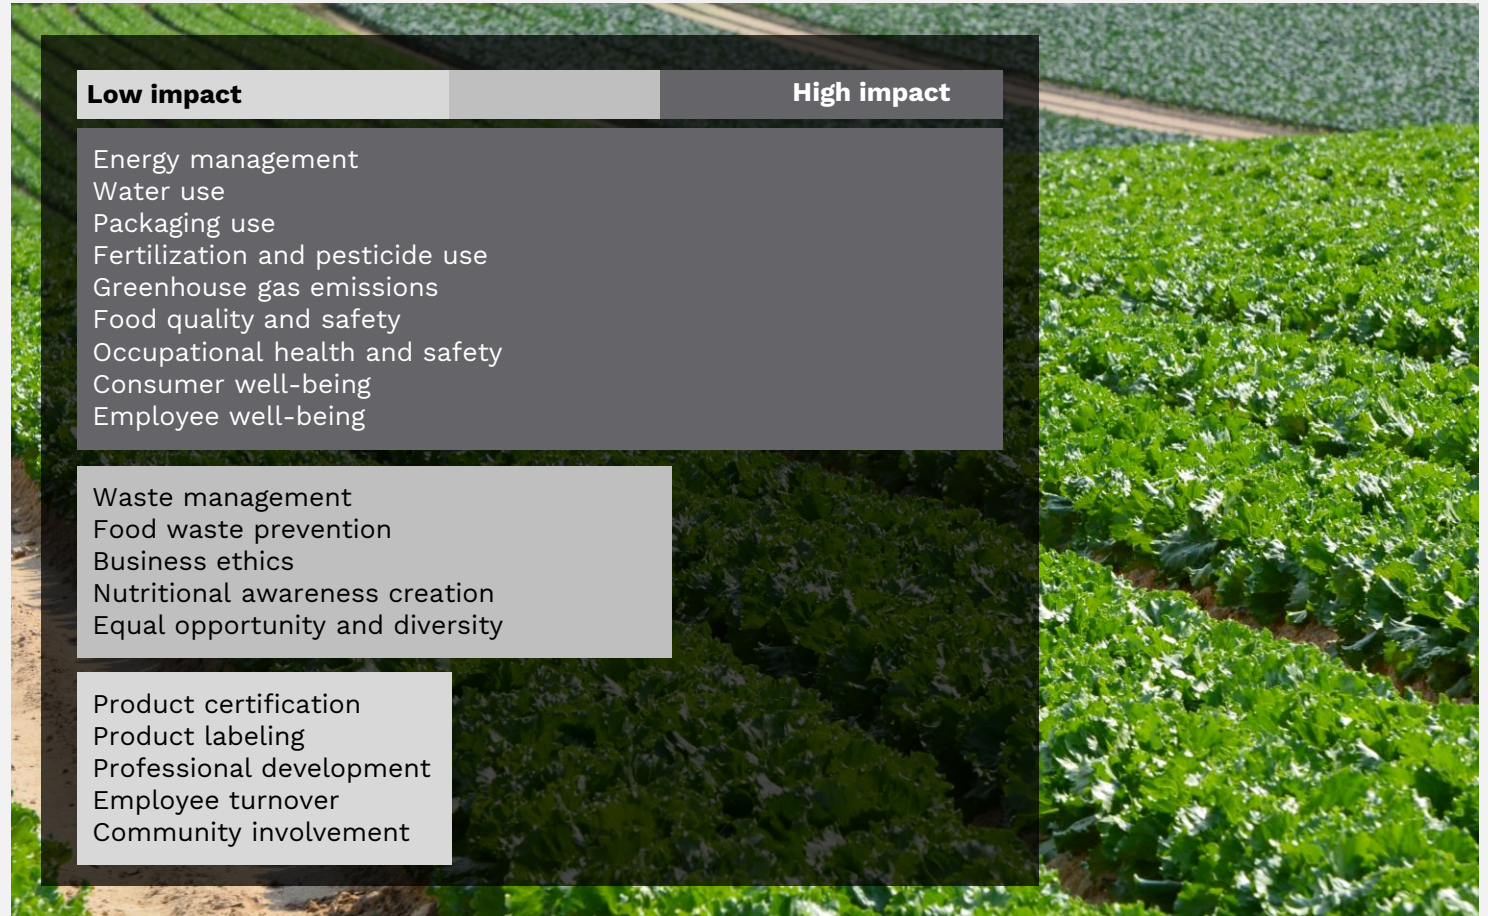 Low impact
High impact
Energy management
Water use
Packaging use
Fertilization and pesticide use
Greenhouse gas emissions
Food quality and safety
Occupational health and safety
Consumer well-being
Employee well-being
Waste management
Food waste prevention
Business ethics
Nutritional awareness creation
Equal opportunity and diversity
Product certification
Product labeling
Professional development
Employee turnover
Community involvement